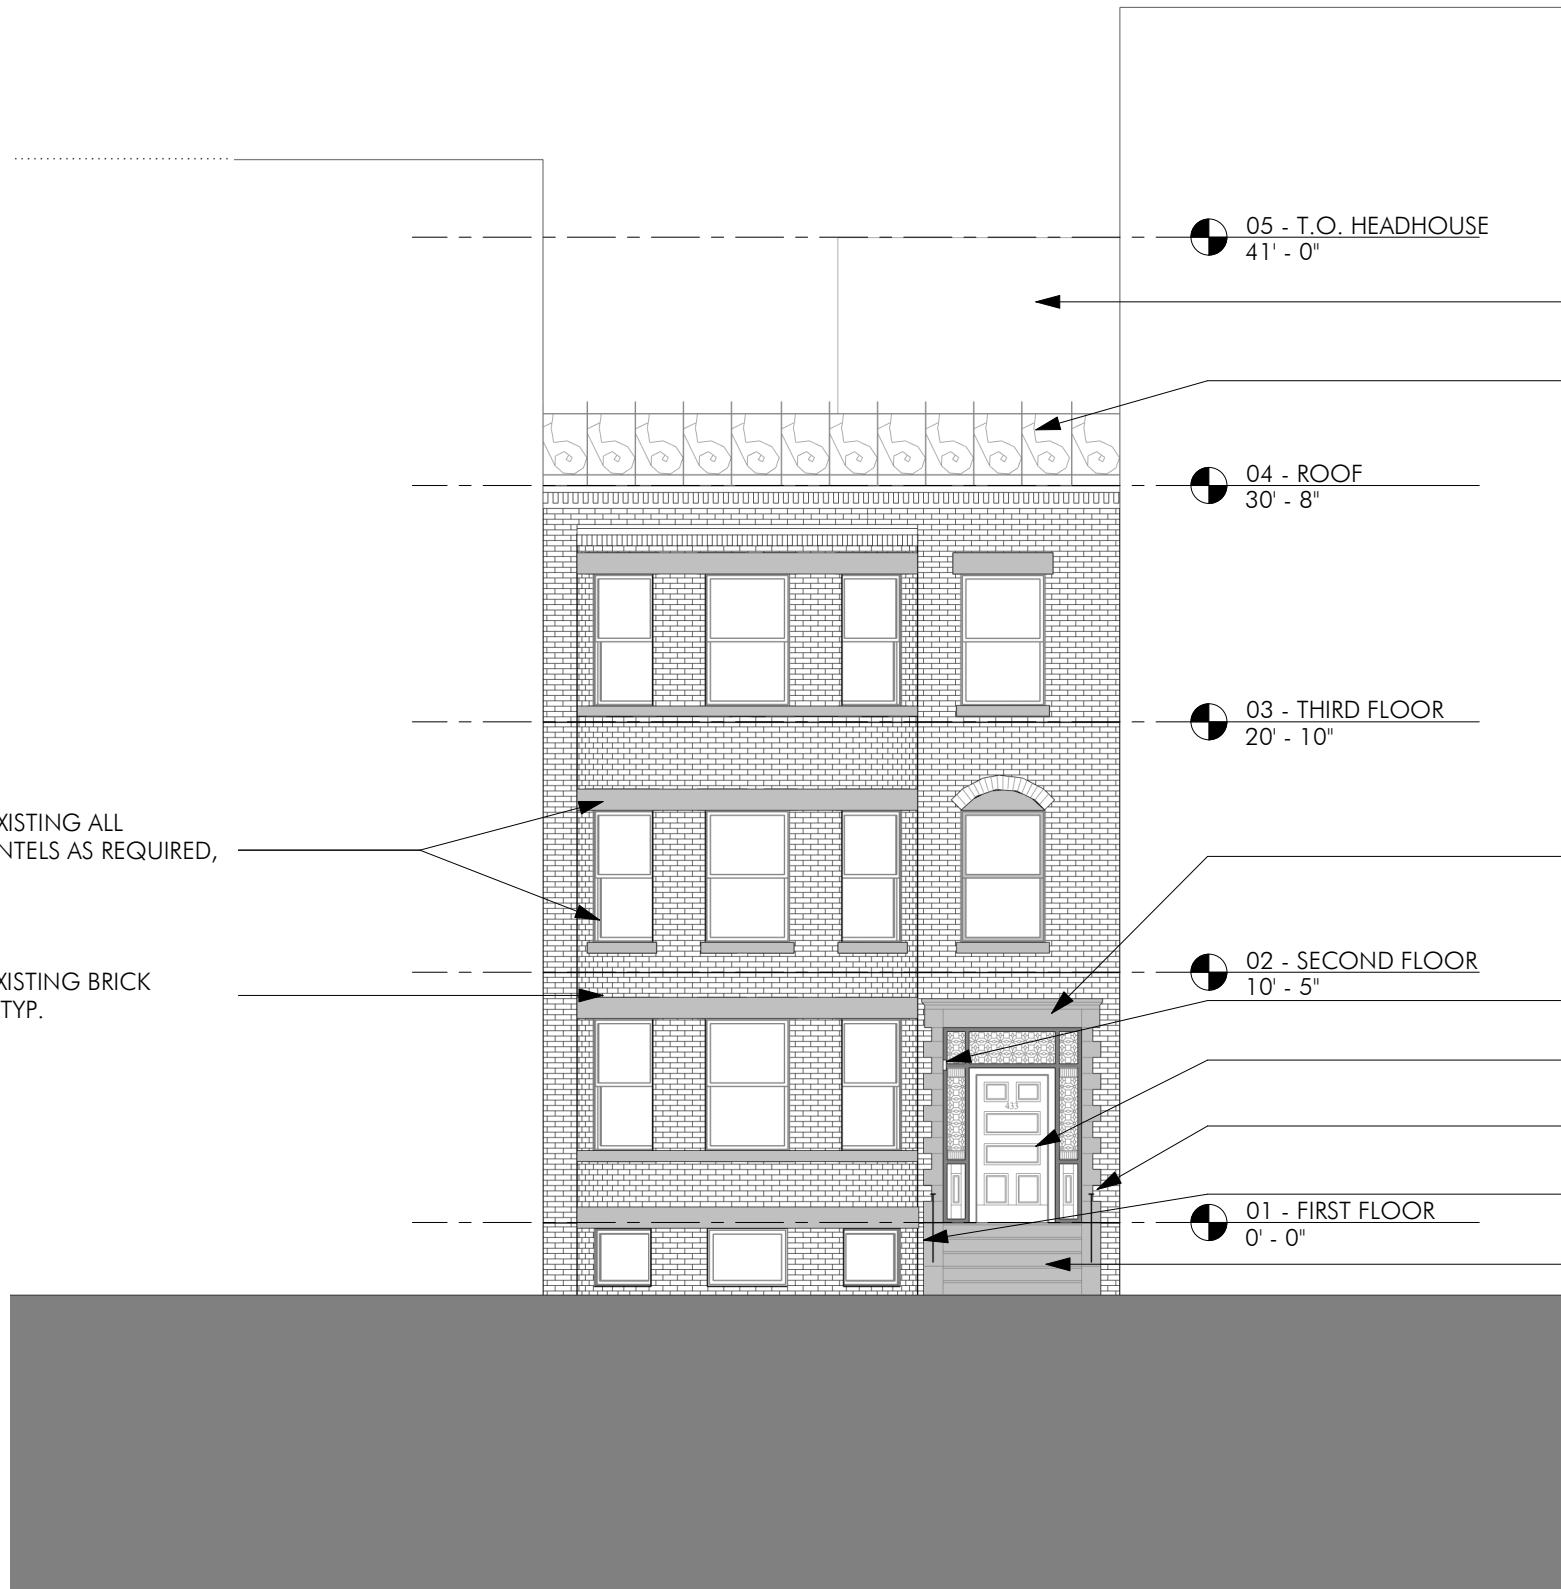 05 - T.O. HEADHOUSE
41' - 0"
04 - ROOF
30' - 8"
03 - THIRD FLOOR
20' - 10"
XISTING ALL
NTELS AS REQUIRED,
02 - SECOND FLOOR
10' - 5"
XISTING BRICK
TYP.
433
01 - FIRST FLOOR
0' - 0"